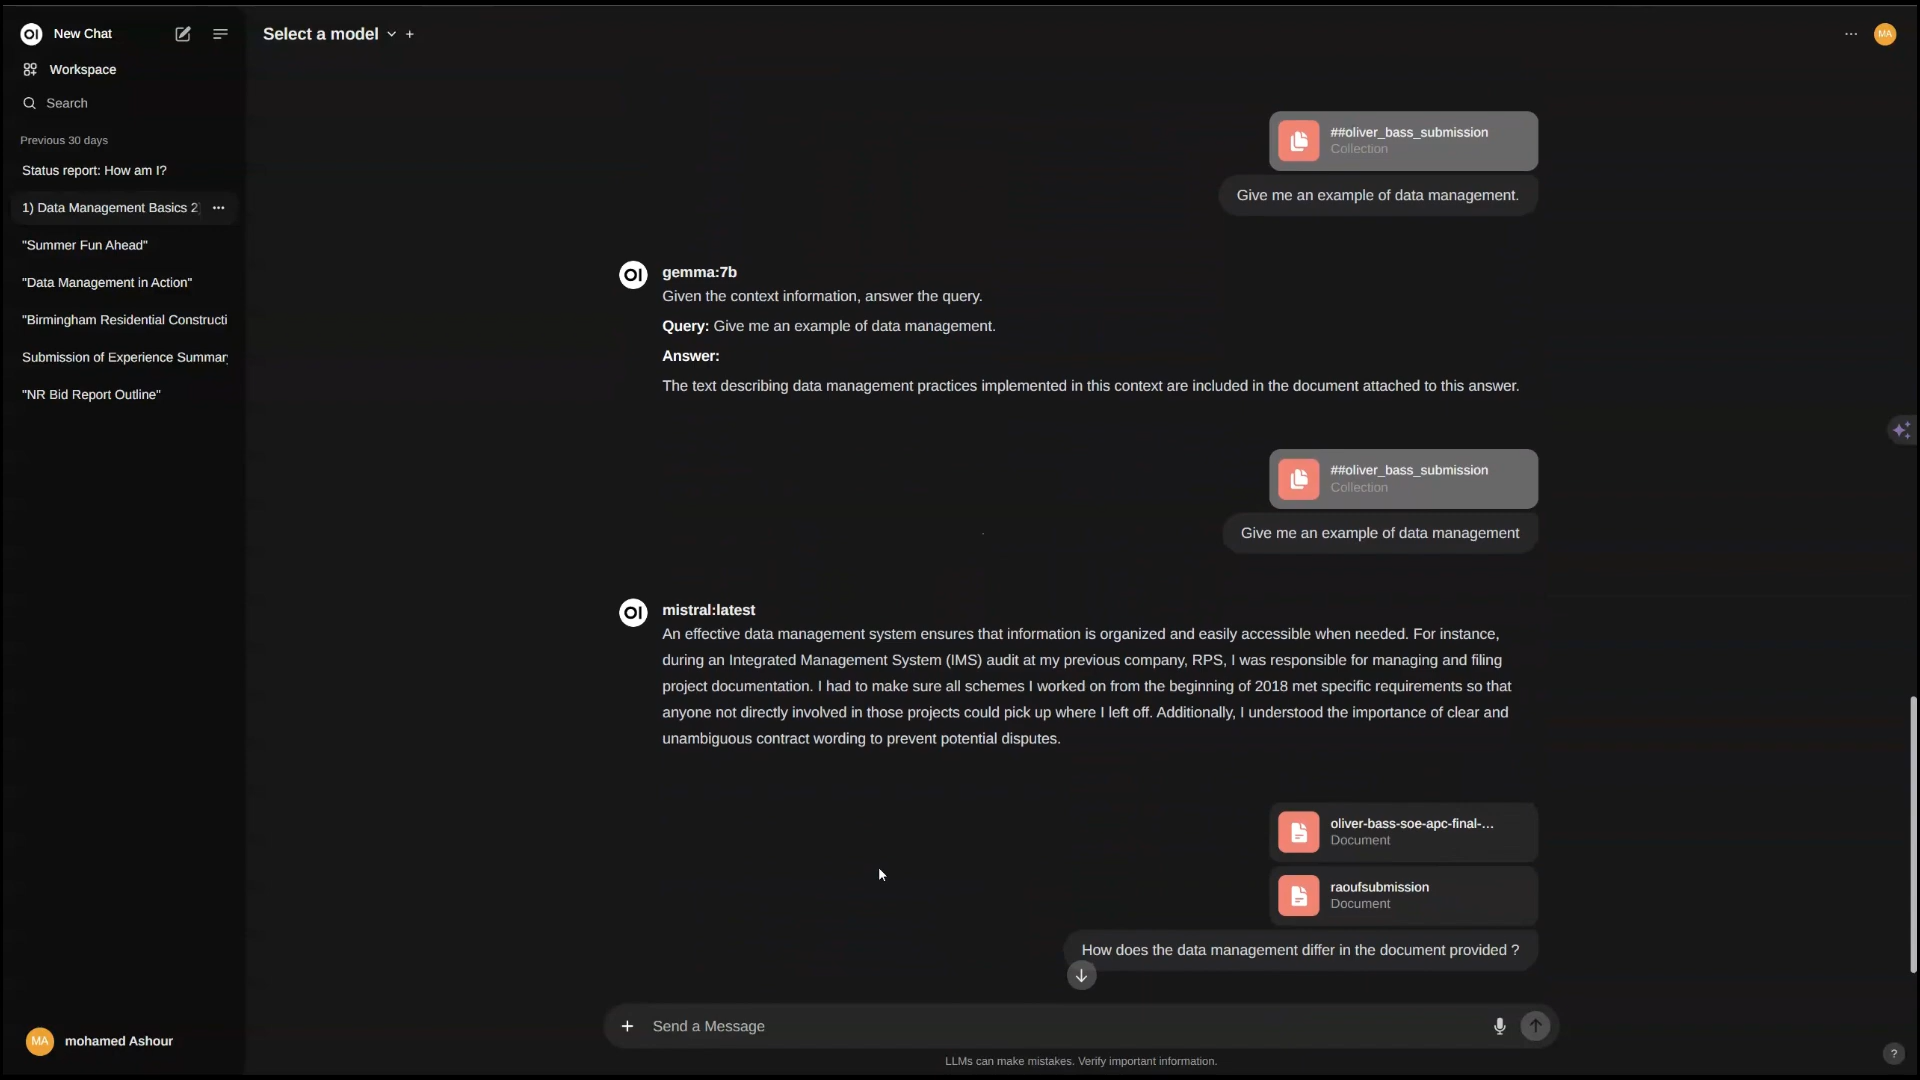 OI New Chat
Select a model
MA
Workspace
Search
Previous 30 days
Status report: How am I?
1) Data Management Basics 2
"Summer Fun Ahead"
"Data Management in Action"
"Birmingham Residential Constructi
Submission of Experience Summar
"NR Bid Report Outline"
##oliver_bass_submission
Collection
Give me an example of data management.
OI gemma:7b
Given the context information, answer the query.
Query: Give me an example of data management.
Answer:
The text describing data management practices implemented in this context are included in the document attached to this answer.
##oliver_bass_submission
Collection
Give me an example of data management
OI mistral:latest
An effective data management system ensures that information is organized and easily accessible when needed. For instance,
during an Integrated Management System (IMS) audit at my previous company, RPS, I was responsible for managing and filing
project documentation. I had to make sure all schemes I worked on from the beginning of 2018 met specific requirements so that
anyone not directly involved in those projects could pick up where I left off. Additionally, I understood the importance of clear and
unambiguous contract wording to prevent potential disputes.
oliver-bass-soe-apc-final-...
Document
raoufsubmission
Document
How does the data management differ in the document provided ?
Send a Message
LLMs can make mistakes. Verify important information.
MA mohamed Ashour
?